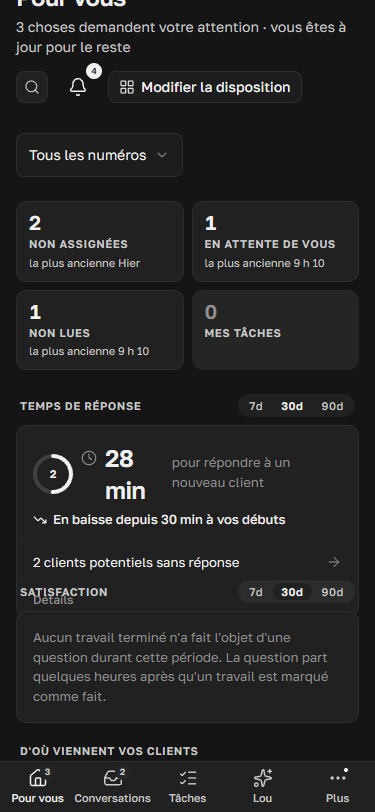 Pour vous
3 choses demandent votre attention · vous êtes à
jour pour le reste
4
Modifier la disposition
Tous les numéros
2
NON ASSIGNÉES
la plus ancienne Hier
1
EN ATTENTE DE VOUS
la plus ancienne 9 h 10
1
NON LUES
la plus ancienne 9 h 10
0
MES TÂCHES
TEMPS DE RÉPONSE
7d 30d 90d
2
28
min
pour répondre à un
nouveau client
En baisse depuis 30 min à vos débuts
2 clients potentiels sans réponse
SATISFACTION
7d 30d 90d
Détails
Aucun travail terminé n'a fait l'objet d'une
question durant cette période. La question part
quelques heures après qu'un travail est marqué
comme fait.
D'OÙ VIENNENT VOS CLIENTS
3
2
Pour vous Conversations Tâches Lou Plus